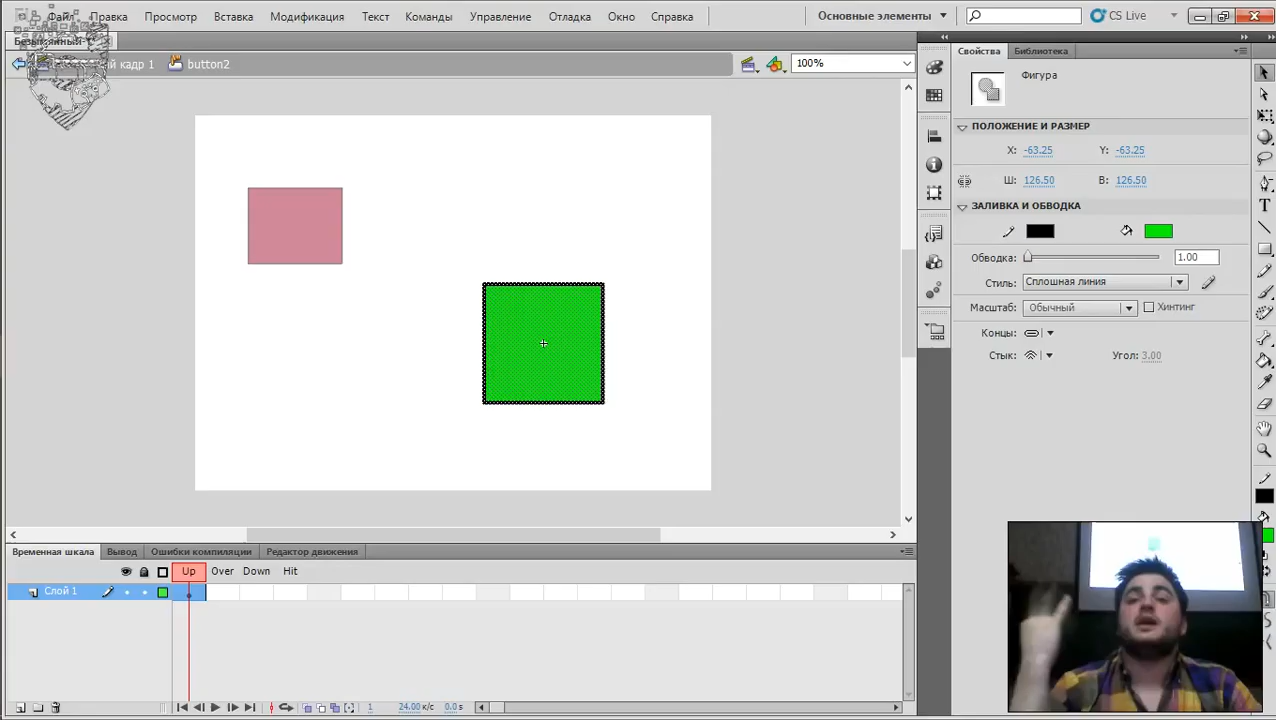 Файл Правка Просмотр Вставка Модификация Текст Команды Управление Отладка Окно Справка Основные элементы CS Live
кадр 1 button2 100%
Свойства Библиотека
Фигура
ПОЛОЖЕНИЕ И РАЗМЕР
X: -63.25 Y: -63.25
Ш: 126.50 В: 126.50
ЗАЛИВКА И ОБВОДКА
Обводка: 1.00
Стиль: Сплошная линия
Масштаб: Обычный Хинтинг
Концы:
Стык: Угол: 3.00
Временная шкала Вывод Ошибки компиляции Редактор движения
Up Over Down Hit
Слой 1
1 24.00 к/с 0.0 s